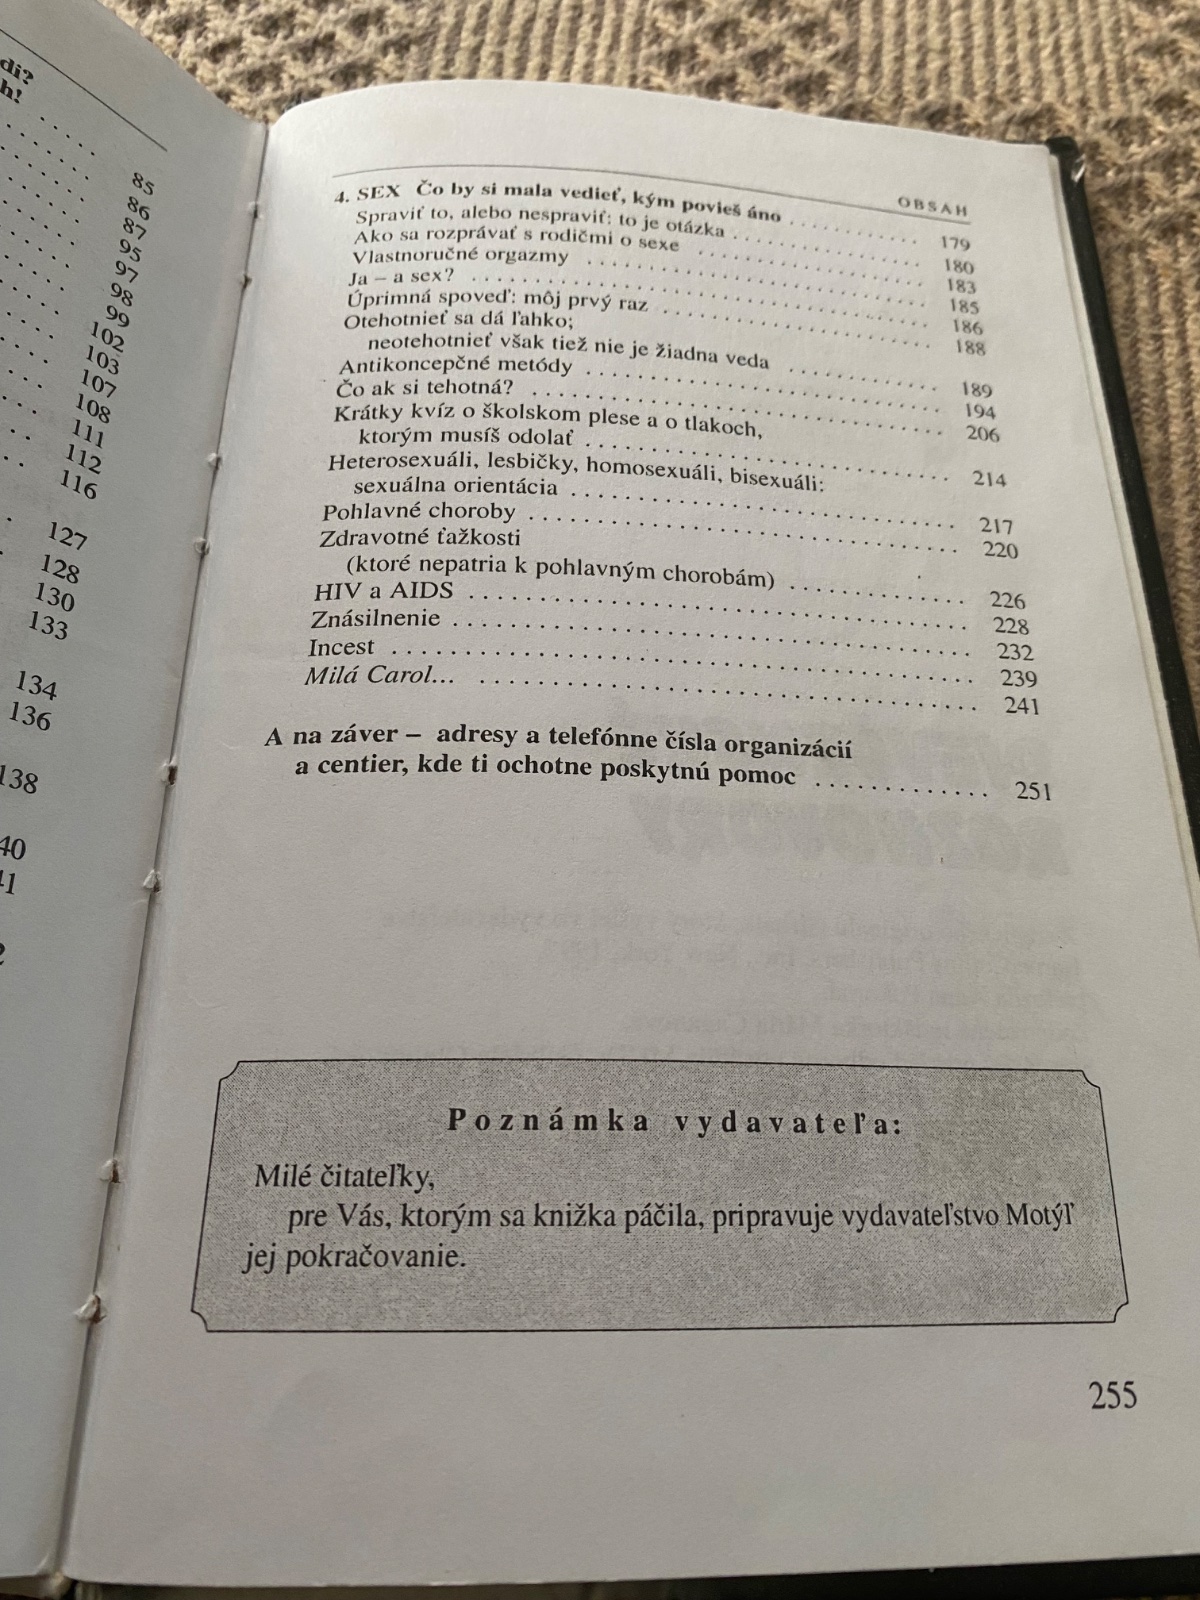 di?
h!
85
86
87
95
97
98
99
102
103
107
108
111
112
116
127
128
130
133
134
136
138
40
41
2
OBSAH
4. SEX Čo by si mala vedieť, kým povieš áno . . . . . . . . . . . 179
Spraviť to, alebo nespraviť: to je otázka . . . . . . . . . . . . . . . 180
Ako sa rozprávať s rodičmi o sexe . . . . . . . . . . . . . . . . . . 183
Vlastnoručné orgazmy . . . . . . . . . . . . . . . . . . . . . . . . 185
Ja – a sex? . . . . . . . . . . . . . . . . . . . . . . . . . . . . . . 186
Úprimná spoveď: môj prvý raz . . . . . . . . . . . . . . . . . . . 188
Otehotnieť sa dá ľahko;
neotehotnieť však tiež nie je žiadna veda . . . . . . . . . . . 189
Antikoncepčné metódy . . . . . . . . . . . . . . . . . . . . . . . . 194
Čo ak si tehotná? . . . . . . . . . . . . . . . . . . . . . . . . . . . 206
Krátky kvíz o školskom plese a o tlakoch,
ktorým musíš odolať . . . . . . . . . . . . . . . . . . . . . . . . 214
Heterosexuáli, lesbičky, homosexuáli, bisexuáli:
sexuálna orientácia . . . . . . . . . . . . . . . . . . . . . . . . . 217
Pohlavné choroby . . . . . . . . . . . . . . . . . . . . . . . . . . . 220
Zdravotné ťažkosti
(ktoré nepatria k pohlavným chorobám) . . . . . . . . . . . . 226
HIV a AIDS . . . . . . . . . . . . . . . . . . . . . . . . . . . . . . 228
Znásilnenie . . . . . . . . . . . . . . . . . . . . . . . . . . . . . . . 232
Incest . . . . . . . . . . . . . . . . . . . . . . . . . . . . . . . . . . 239
Milá Carol... . . . . . . . . . . . . . . . . . . . . . . . . . . . . . . 241
A na záver – adresy a telefónne čísla organizácií
a centier, kde ti ochotne poskytnú pomoc . . . . . . . . . . . . . 251
Poznámka vydavateľa:
Milé čitateľky,
pre Vás, ktorým sa knižka páčila, pripravuje vydavateľstvo Motýľ
jej pokračovanie.
255